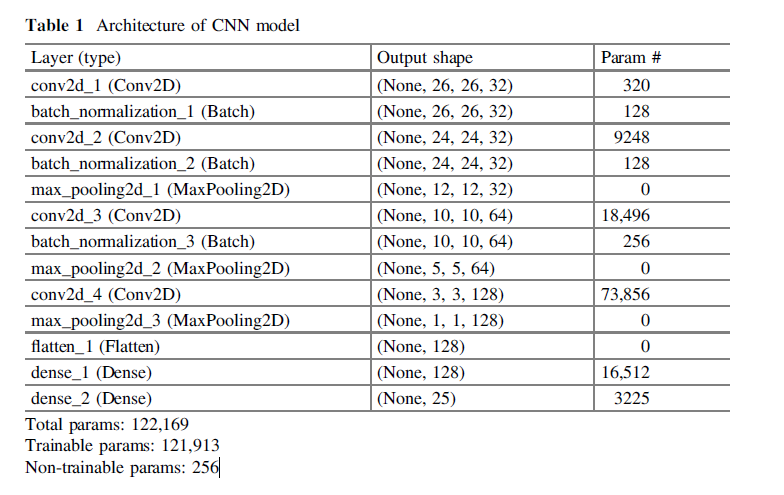 Table 1 Architecture of CNN model
Layer (type) Output shape Param #
conv2d_1 (Conv2D) (None, 26, 26, 32) 320
batch_normalization_1 (Batch) (None, 26, 26, 32) 128
conv2d_2 (Conv2D) (None, 24, 24, 32) 9248
batch_normalization_2 (Batch) (None, 24, 24, 32) 128
max_pooling2d_1 (MaxPooling2D) (None, 12, 12, 32) 0
conv2d_3 (Conv2D) (None, 10, 10, 64) 18,496
batch_normalization_3 (Batch) (None, 10, 10, 64) 256
max_pooling2d_2 (MaxPooling2D) (None, 5, 5, 64) 0
conv2d_4 (Conv2D) (None, 3, 3, 128) 73,856
max_pooling2d_3 (MaxPooling2D) (None, 1, 1, 128) 0
flatten_1 (Flatten) (None, 128) 0
dense_1 (Dense) (None, 128) 16,512
dense_2 (Dense) (None, 25) 3225
Total params: 122,169
Trainable params: 121,913
Non-trainable params: 256